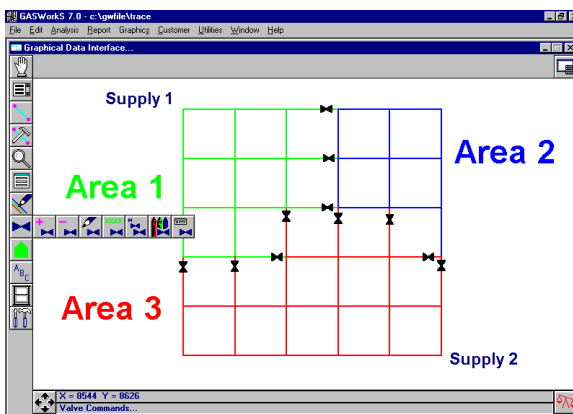 GASWorkS 7.0 - c:\gwfile\trace
File Edit Analysis Report Graphics Customer Utilities Window Help
Graphical Data Interface...
Supply 1
Area 2
Area 1
A B C
Area 3
Supply 2
X = 8544 Y = 8626
Valve Commands...